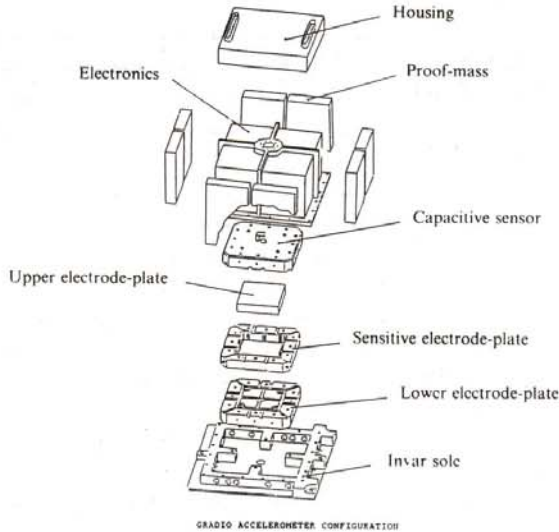 Housing
Electronics
Proof-mass
Capacitive sensor
Upper electrode-plate
Sensitive electrode-plate
Lower electrode-plate
Invar sole
GRADIO ACCELEROMETER CONFIGURATION